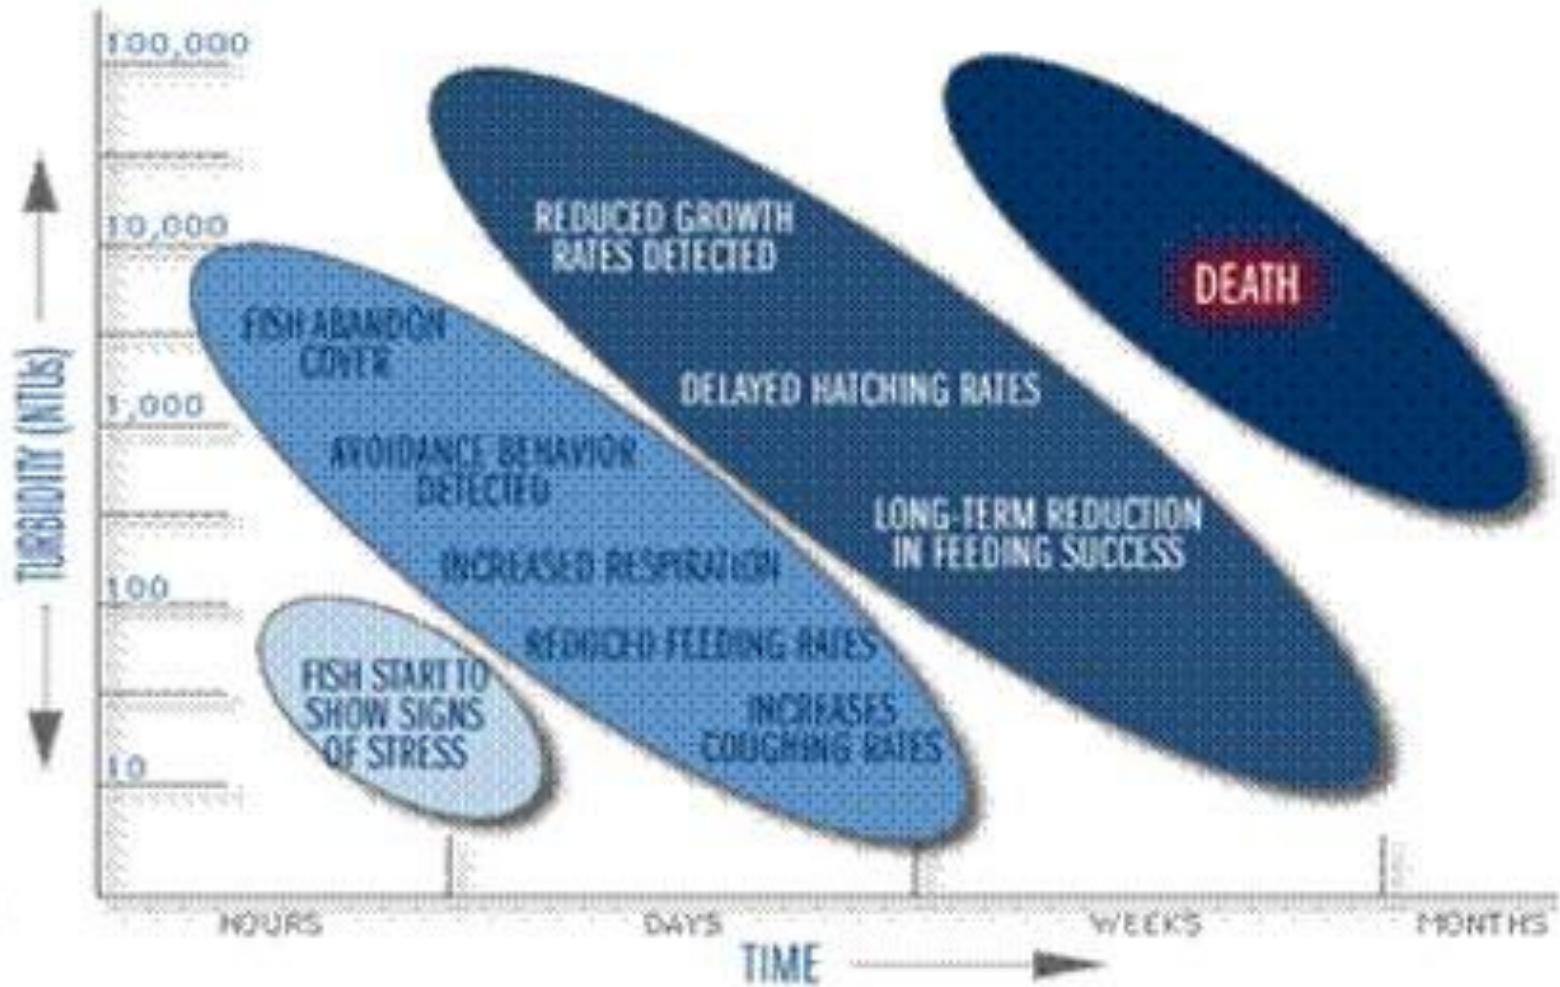 100,000
10,000
1,000
100
10
TURBIDITY (NTUs)
FISH ABANDON
COVER
AVOIDANCE BEHAVIOR
DETECTED
INCREASED RESPIRATION
REDUCED FEEDING RATES
INCREASES
COUGHING RATES
FISH START TO
SHOW SIGNS
OF STRESS
REDUCED GROWTH
RATES DETECTED
DELAYED HATCHING RATES
LONG-TERM REDUCTION
IN FEEDING SUCCESS
DEATH
HOURS
DAYS
WEEKS
MONTHS
TIME